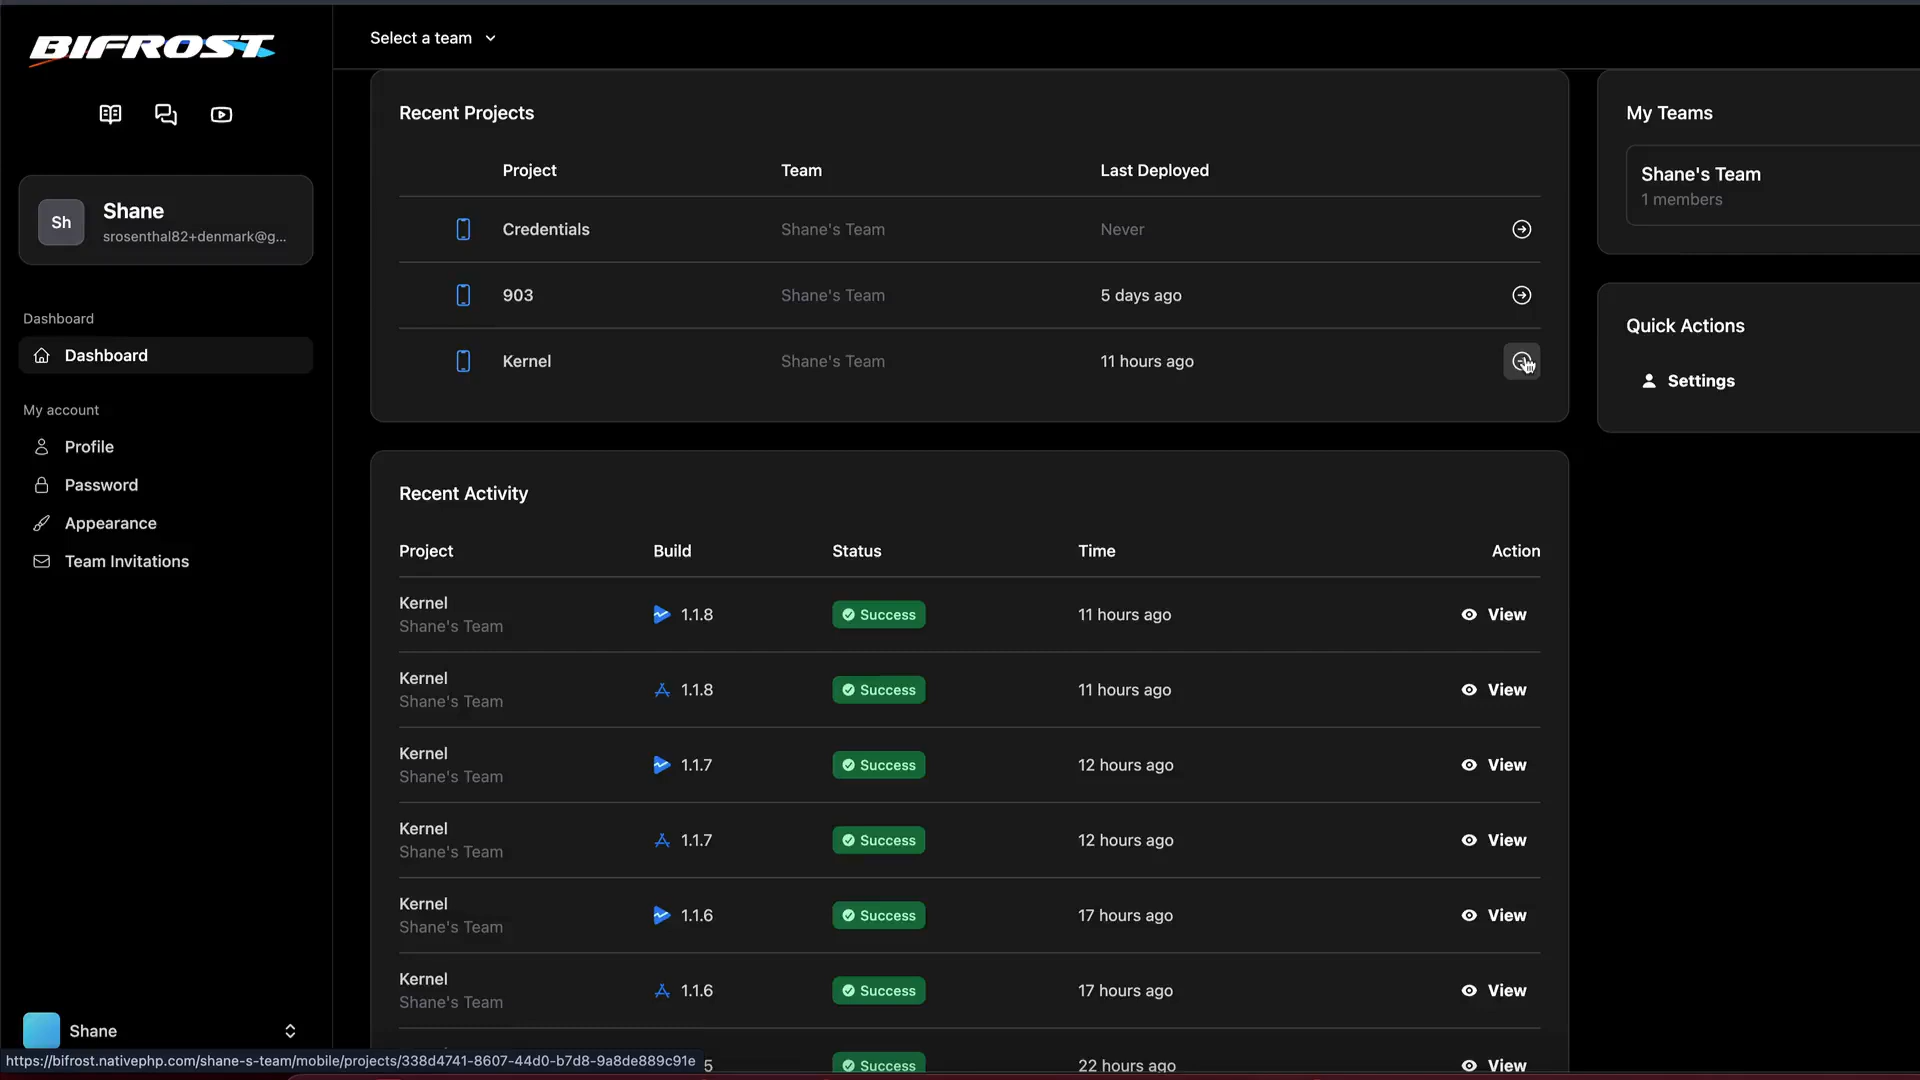 BIFROST
Select a team
Sh
Shane
srosenthal82+denmark@g...
Dashboard
Dashboard
My account
Profile
Password
Appearance
Team Invitations
Recent Projects
Project Team Last Deployed
Credentials Shane's Team Never
903 Shane's Team 5 days ago
Kernel Shane's Team 11 hours ago
My Teams
Shane's Team
1 members
Quick Actions
Settings
Recent Activity
Project Build Status Time Action
Kernel
Shane's Team
1.1.8 Success 11 hours ago View
Kernel
Shane's Team
1.1.8 Success 11 hours ago View
Kernel
Shane's Team
1.1.7 Success 12 hours ago View
Kernel
Shane's Team
1.1.7 Success 12 hours ago View
Kernel
Shane's Team
1.1.6 Success 17 hours ago View
Kernel
Shane's Team
1.1.6 Success 17 hours ago View
5 Success 22 hours ago View
Shane
https://bifrost.nativephp.com/shane-s-team/mobile/projects/338d4741-8607-44d0-b7d8-9a8de889c91e